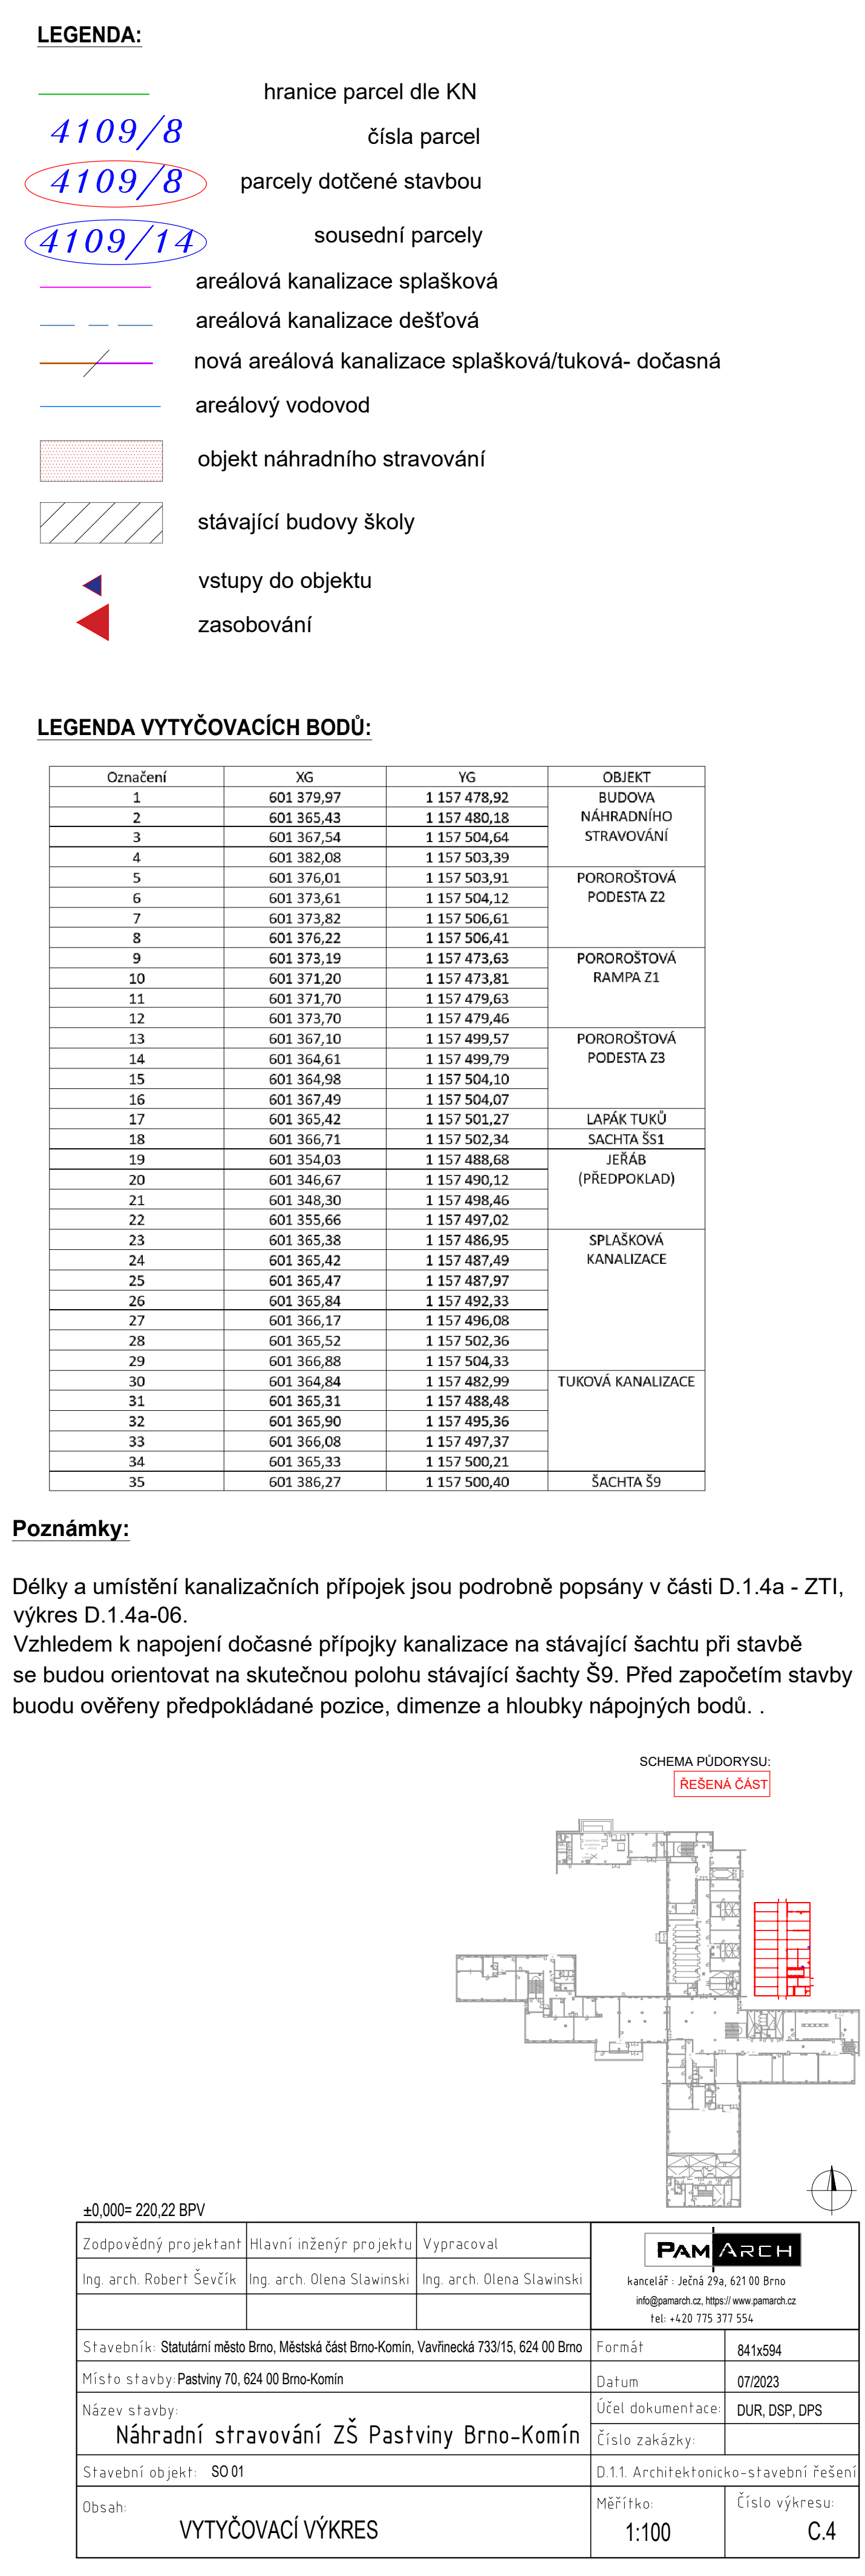 LEGENDA:
hranice parcel dle KN
4109/8 čísla parcel
4109/8 parcely dotčené stavbou
4109/14 sousední parcely
areálová kanalizace splašková
areálová kanalizace dešťová
nová areálová kanalizace splašková/tuková- dočasná
areálový vodovod
objekt náhradního stravování
stávající budovy školy
vstupy do objektu
zasobování
LEGENDA VYTYČOVACÍCH BODŮ:
Označení XG YG OBJEKT
1 601 379,97 1 157 478,92 BUDOVA
2 601 365,43 1 157 480,18 NÁHRADNÍHO
3 601 367,54 1 157 504,64 STRAVOVÁNÍ
4 601 382,08 1 157 503,39
5 601 376,01 1 157 503,91 POROROŠTOVÁ
6 601 373,61 1 157 504,12 PODESTA Z2
7 601 373,82 1 157 506,61
8 601 376,22 1 157 506,41
9 601 373,19 1 157 473,63 POROROŠTOVÁ
10 601 371,20 1 157 473,81 RAMPA Z1
11 601 371,70 1 157 479,63
12 601 373,70 1 157 479,46
13 601 367,10 1 157 499,57 POROROŠTOVÁ
14 601 364,61 1 157 499,79 PODESTA Z3
15 601 364,98 1 157 504,10
16 601 367,49 1 157 504,07
17 601 365,42 1 157 501,27 LAPÁK TUKŮ
18 601 366,71 1 157 502,34 SACHTA ŠS1
19 601 354,03 1 157 488,68 JEŘÁB
20 601 346,67 1 157 490,12 (PŘEDPOKLAD)
21 601 348,30 1 157 498,46
22 601 355,66 1 157 497,02
23 601 365,38 1 157 486,95 SPLAŠKOVÁ
24 601 365,42 1 157 487,49 KANALIZACE
25 601 365,47 1 157 487,97
26 601 365,84 1 157 492,33
27 601 366,17 1 157 496,08
28 601 365,52 1 157 502,36
29 601 366,88 1 157 504,33
30 601 364,84 1 157 482,99 TUKOVÁ KANALIZACE
31 601 365,31 1 157 488,48
32 601 365,90 1 157 495,36
33 601 366,08 1 157 497,37
34 601 365,33 1 157 500,21
35 601 386,27 1 157 500,40 ŠACHTA Š9
Poznámky:
Délky a umístění kanalizačních přípojek jsou podrobně popsány v části D.1.4a - ZTI,
výkres D.1.4a-06.
Vzhledem k napojení dočasné přípojky kanalizace na stávající šachtu při stavbě
se budou orientovat na skutečnou polohu stávající šachty Š9. Před započetím stavby
buodu ověřeny předpokládané pozice, dimenze a hloubky nápojných bodů. .
SCHEMA PŮDORYSU:
ŘEŠENÁ ČÁST
±0,000= 220,22 BPV
Zodpovědný projektant Hlavní inženýr projektu Vypracoval
Ing. arch. Robert Ševčík Ing. arch. Olena Slawinski Ing. arch. Olena Slawinski
PAM ARCH
kancelář : Ječná 29a, 621 00 Brno
info@pamarch.cz, https:// www.pamarch.cz
tel: +420 775 377 554
Stavebník: Statutární město Brno, Městská část Brno-Komín, Vavřinecká 733/15, 624 00 Brno
Formát 841x594
Místo stavby: Pastviny 70, 624 00 Brno-Komín
Datum 07/2023
Název stavby:
Náhradní stravování ZŠ Pastviny Brno-Komín
Účel dokumentace: DUR, DSP, DPS
Číslo zakázky:
Stavební objekt: SO 01
D.1.1. Architektonicko-stavební řešení
Obsah:
VYTYČOVACÍ VÝKRES
Měřítko: Číslo výkresu:
1:100 C.4